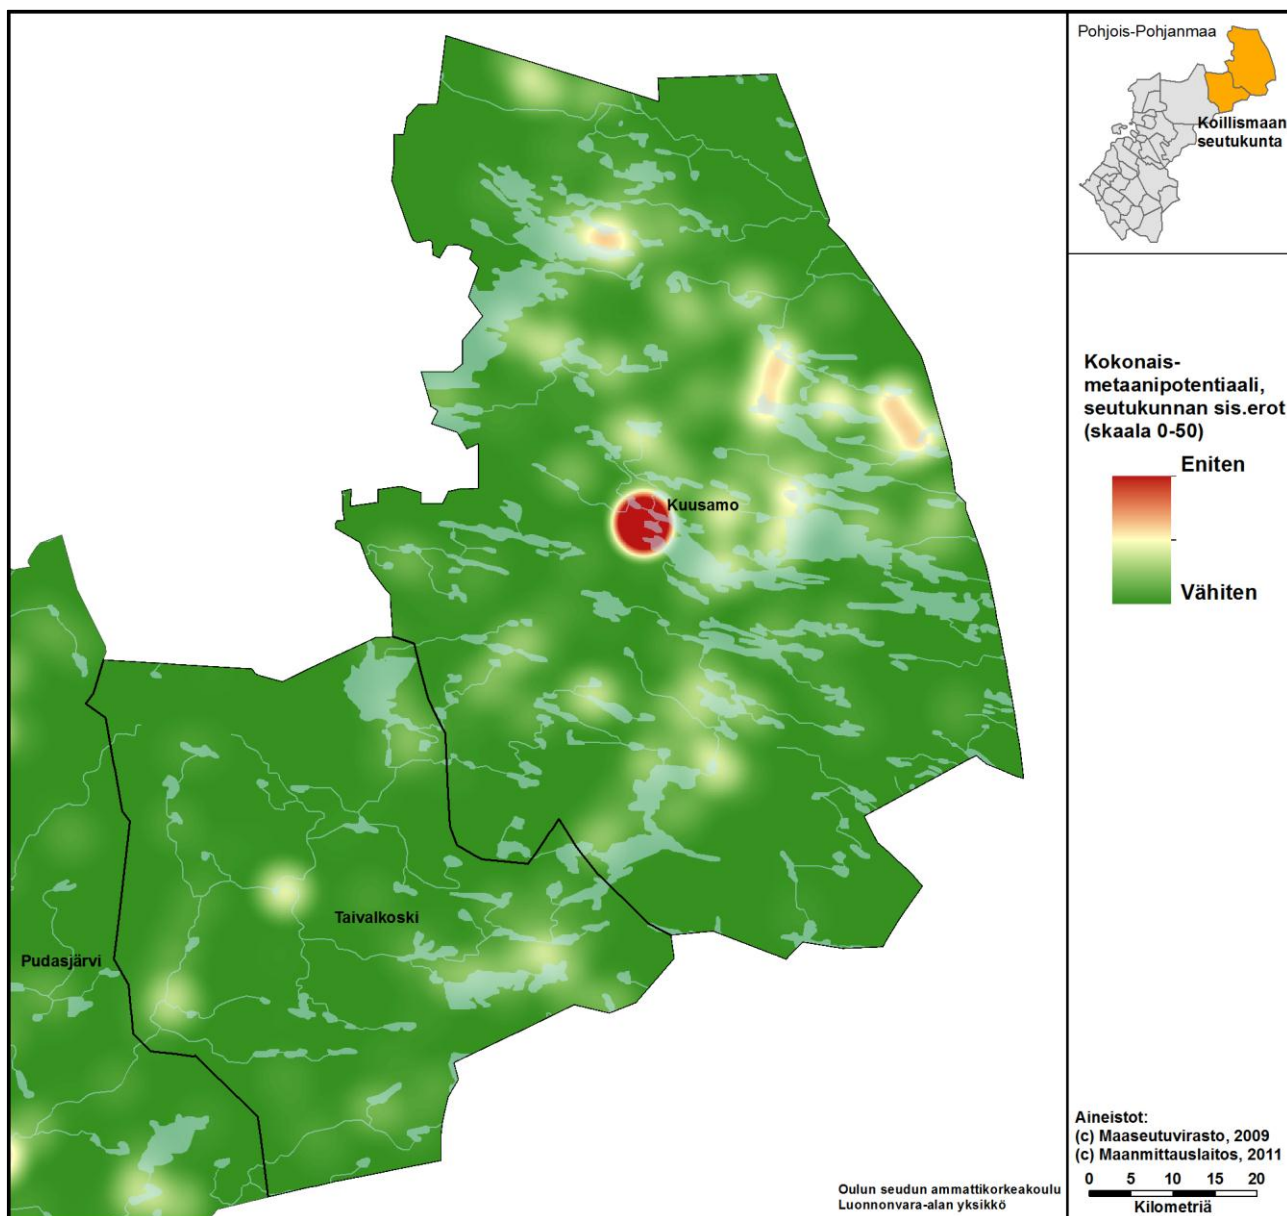 Pohjois-Pohjanmaa
Koillismaan
seutukunta
Kokonais-
metaanipotentiaali,
seutukunnan sis.erot
(skaala 0-50)
Eniten
Vähiten
Kuusamo
Taivalkoski
Pudasjärvi
Aineistot:
(c) Maaseutuvirasto, 2009
(c) Maanmittauslaitos, 2011
0 5 10 15 20
Kilometriä
Oulun seudun ammattikorkeakoulu
Luonnonvara-alan yksikkö